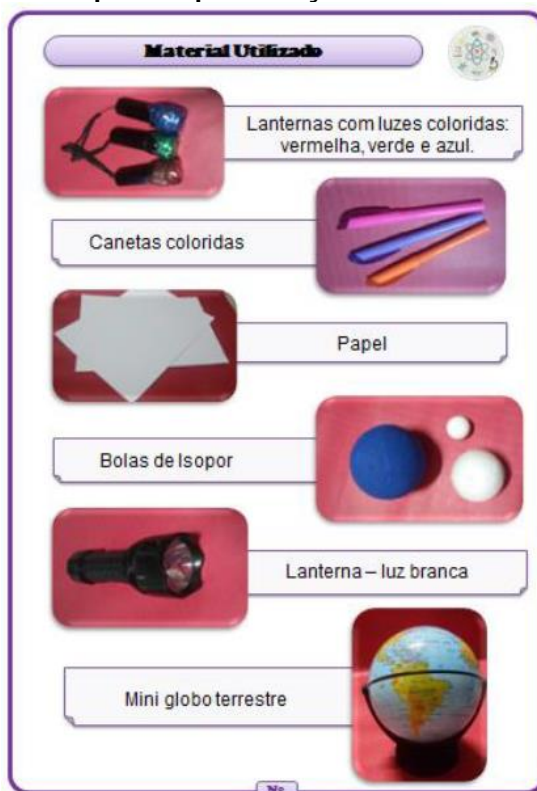 Material Utilizado
Lanternas com luzes coloridas:
vermelha, verde e azul.
Canetas coloridas
Papel
Bolas de Isopor
Lanterna – luz branca
Mini globo terrestre